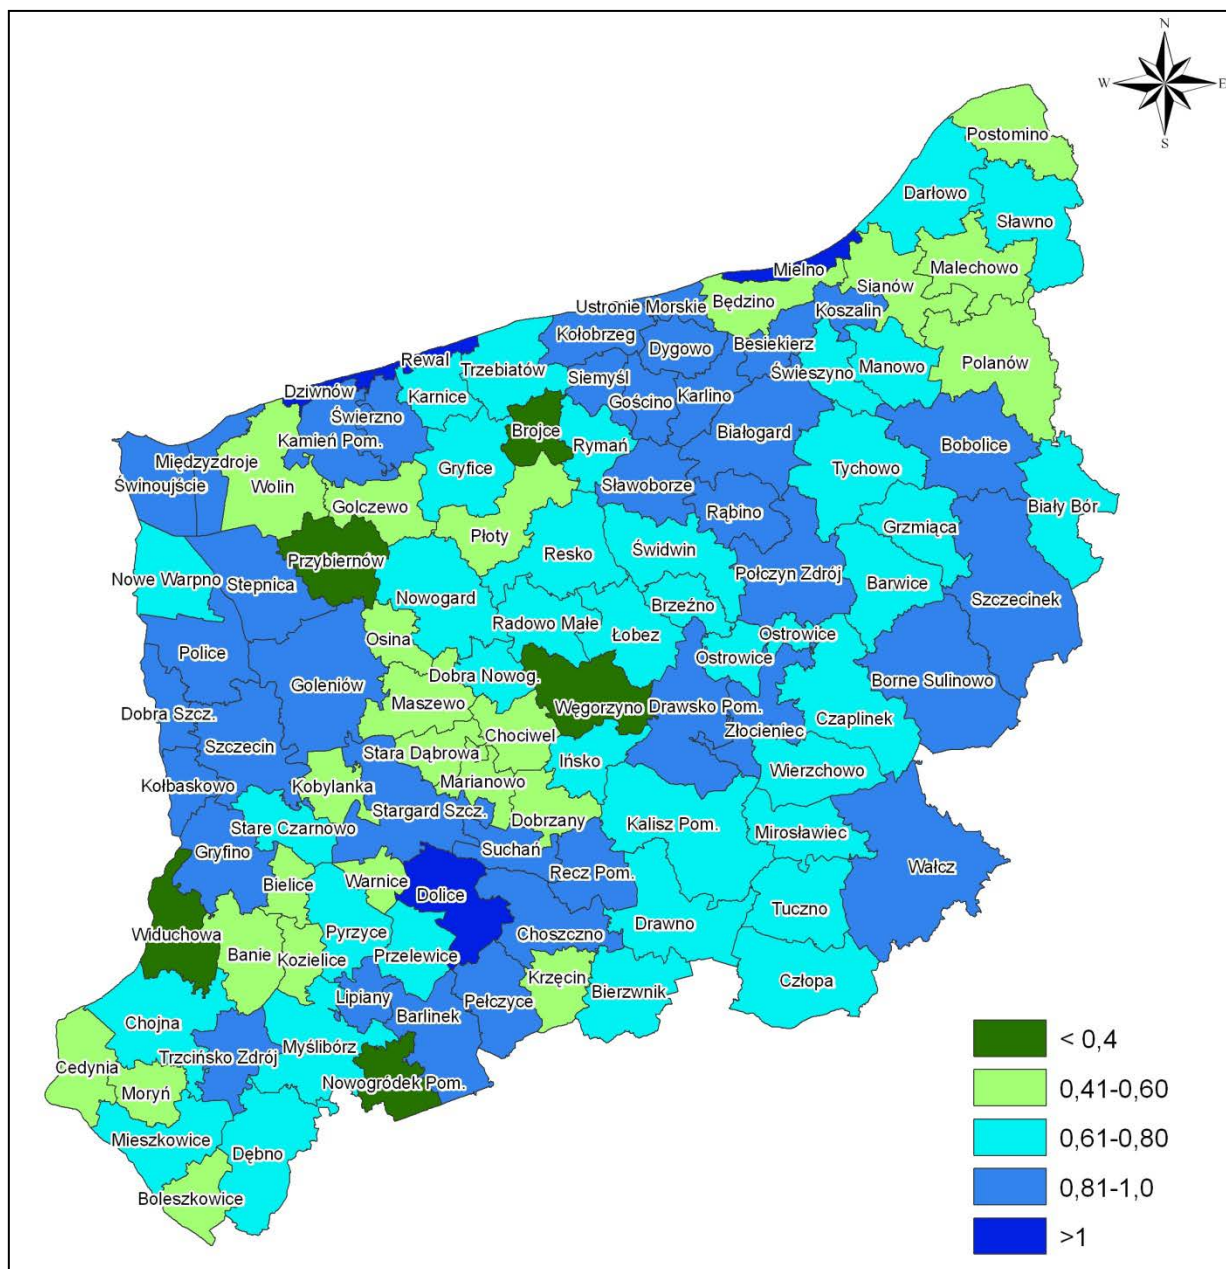 N
W
E
S
Postomino
Darłowo
Sławno
Mielno
Malechowo
Sianów
Ustronie Morskie
Będzino
Koszalin
Kołobrzeg
Dygowo
Besiekierz
Rewal
Trzebiatów
Siemyśl
Świeszyno
Manowo
Polanów
Dziwnów
Karnice
Gościno
Karlino
Świerzno
Brojce
Białogard
Kamień Pom.
Rymań
Bobolice
Międzyzdroje
Gryfice
Tychowo
Świnoujście
Wolin
Golczewo
Sławoborze
Biały Bór
Rąbino
Grzmiąca
Płoty
Przybiernów
Resko
Świdwin
Nowe Warpno
Stepnica
Połczyn Zdrój
Barwice
Nowogard
Brzeźno
Szczecinek
Radowo Małe
Łobez
Osina
Ostrowice
Police
Ostrowice
Goleniów
Dobra Nowog.
Borne Sulinowo
Maszewo
Węgorzyno
Drawsko Pom.
Dobra Szcz.
Czaplinek
Chociwel
Złocieniec
Szczecin
Stara Dąbrowa
Ińsko
Wierzchowo
Kołbaskowo
Kobylanka
Marianowo
Stargard Szcz.
Dobrzany
Stare Czarnowo
Kalisz Pom.
Mirosławiec
Gryfino
Suchań
Wałcz
Recz Pom.
Bielice
Warnice
Dolice
Tuczno
Widuchowa
Pyrzyce
Choszczno
Drawno
Banie
Kozielice
Przelewice
Krzęcin
Człopa
Lipiany
Pełczyce
Bierzwnik
Chojna
Barlinek
Myślibórz
Cedynia
Trzcińsko Zdrój
Moryń
Nowogródek Pom.
Mieszkowice
Dębno
Boleszkowice
< 0,4
0,41-0,60
0,61-0,80
0,81-1,0
>1